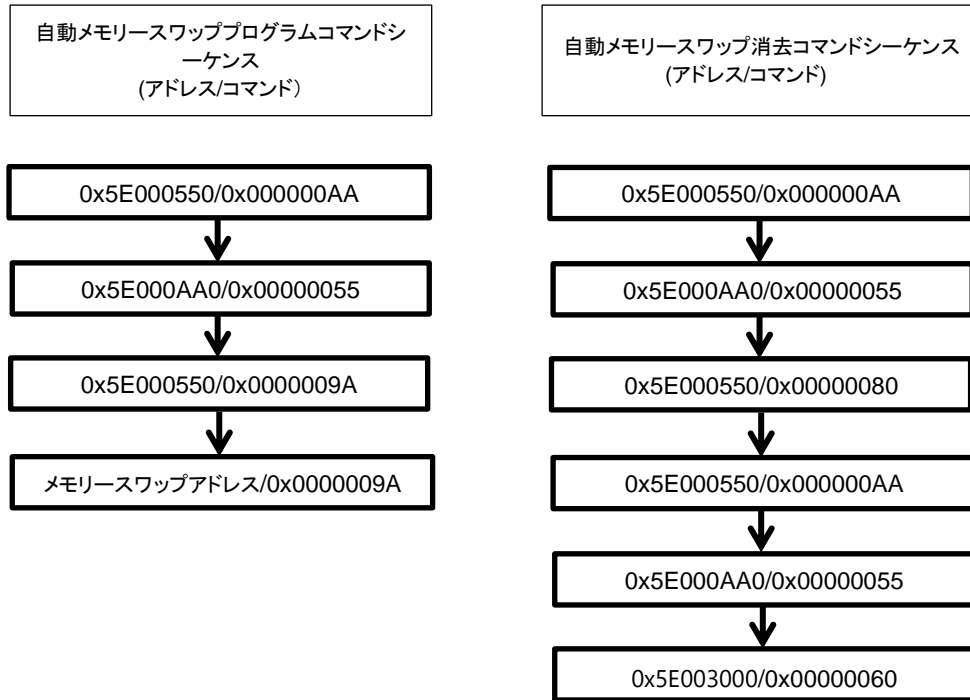 自動メモリースワッププログラムコマンドシ
ーケンス
(アドレス/コマンド）
0x5E000550/0x000000AA
0x5E000AA0/0x00000055
0x5E000550/0x0000009A
メモリースワップアドレス/0x0000009A
自動メモリースワップ消去コマンドシーケンス
(アドレス/コマンド)
0x5E000550/0x000000AA
0x5E000AA0/0x00000055
0x5E000550/0x00000080
0x5E000550/0x000000AA
0x5E000AA0/0x00000055
0x5E003000/0x00000060